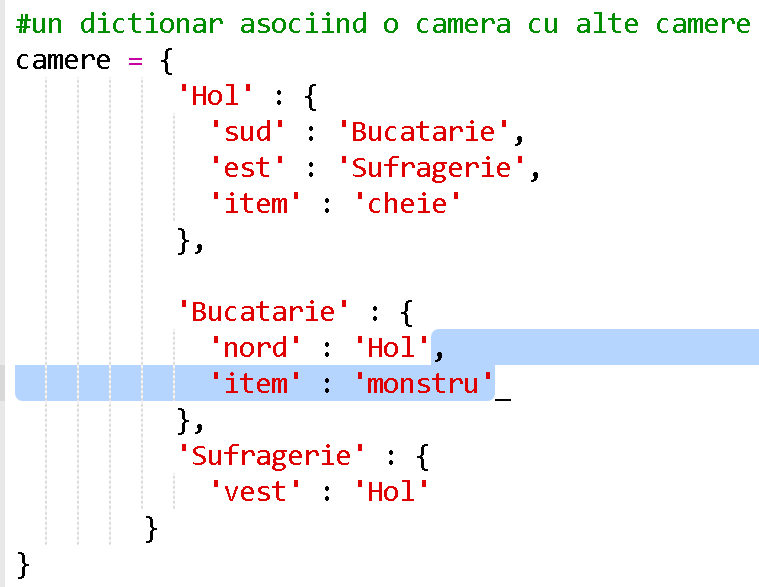 #un dictionar asociind o camera cu alte camere
camere = {
'Hol' : {
'sud' : 'Bucatarie',
'est' : 'Sufragerie',
'item' : 'cheie'
},
'Bucatarie' : {
'nord' : 'Hol',
'item' : 'monstru'
},
'Sufragerie' : {
'vest' : 'Hol'
}
}